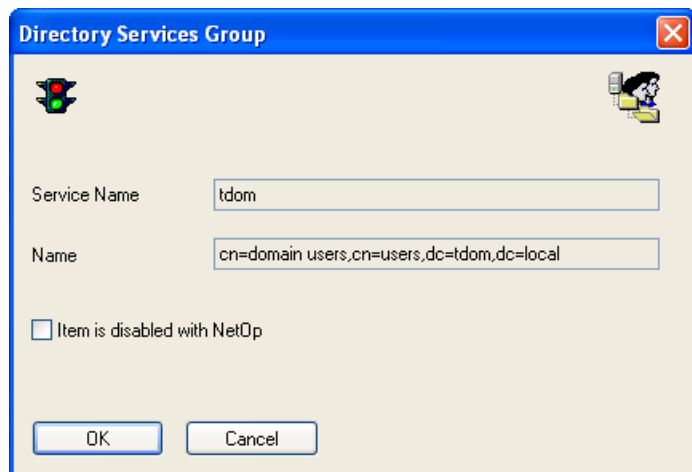 Directory Services Group
Service Name tdom
Name cn=domain users,cn=users,dc=tdom,dc=local
Item is disabled with NetOp
OK Cancel